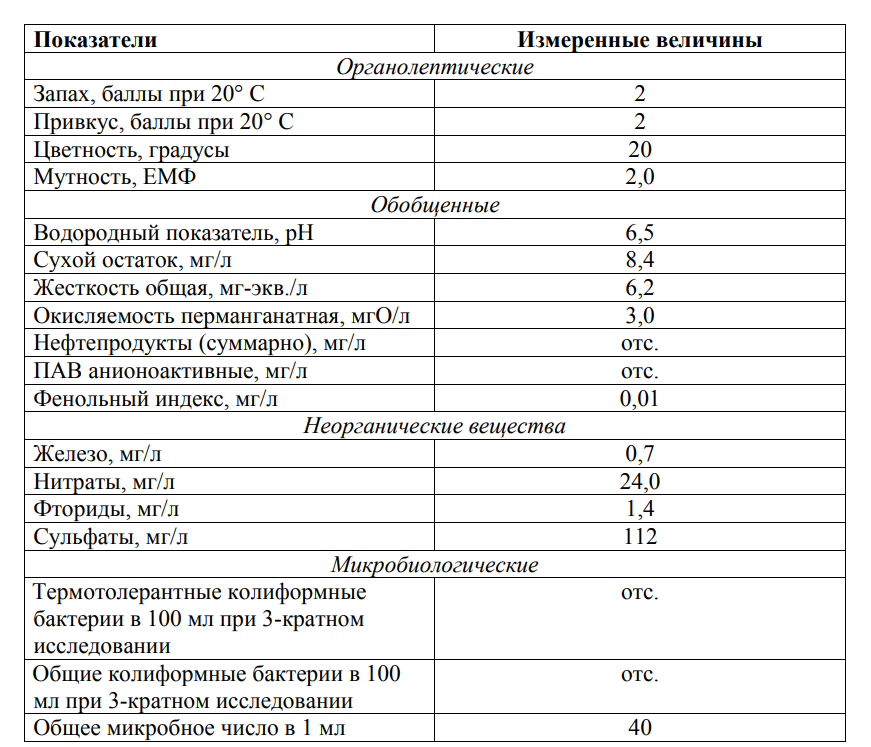 Показатели Измеренные величины
Органолептические
Запах, баллы при 20° С 2
Привкус, баллы при 20° С 2
Цветность, градусы 20
Мутность, ЕМФ 2,0
Обобщенные
Водородный показатель, рН 6,5
Сухой остаток, мг/л 8,4
Жесткость общая, мг-экв./л 6,2
Окисляемость перманганатная, мгО/л 3,0
Нефтепродукты (суммарно), мг/л отс.
ПАВ анионоактивные, мг/л отс.
Фенольный индекс, мг/л 0,01
Неорганические вещества
Железо, мг/л 0,7
Нитраты, мг/л 24,0
Фториды, мг/л 1,4
Сульфаты, мг/л 112
Микробиологические
Термотолерантные колиформные отс.
бактерии в 100 мл при 3-кратном
исследовании
Общие колиформные бактерии в 100 отс.
мл при 3-кратном исследовании
Общее микробное число в 1 мл 40